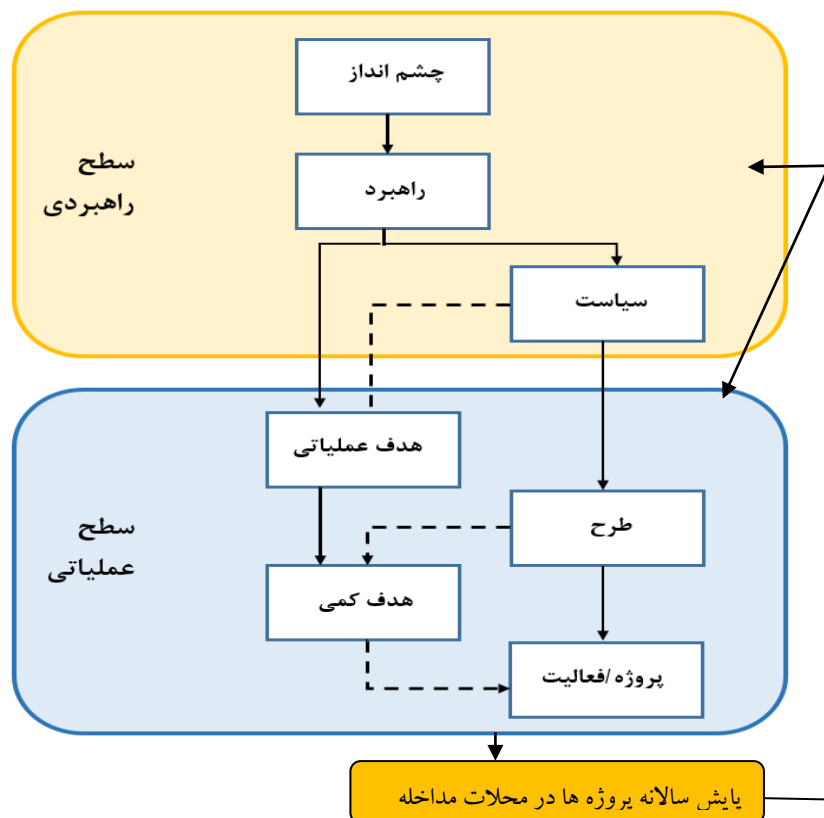 چشم انداز
سطح
راهبردی
راهبرد
سیاست
هدف عملیاتی
سطح
عملیاتی
طرح
هدف کمی
پروژه /فعالیت
پایش سالانه پروژه ها در محلات مداخله